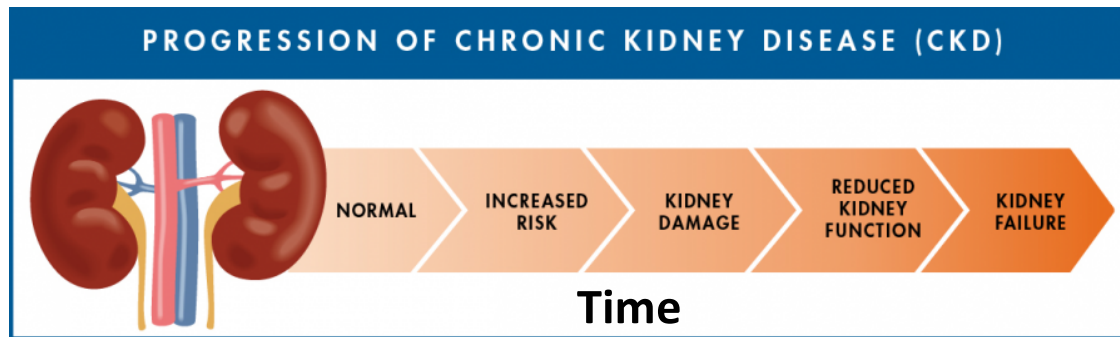 PROGRESSION OF CHRONIC KIDNEY DISEASE (CKD)
NORMAL
INCREASED
RISK
KIDNEY
DAMAGE
REDUCED
KIDNEY
FUNCTION
KIDNEY
FAILURE
Time